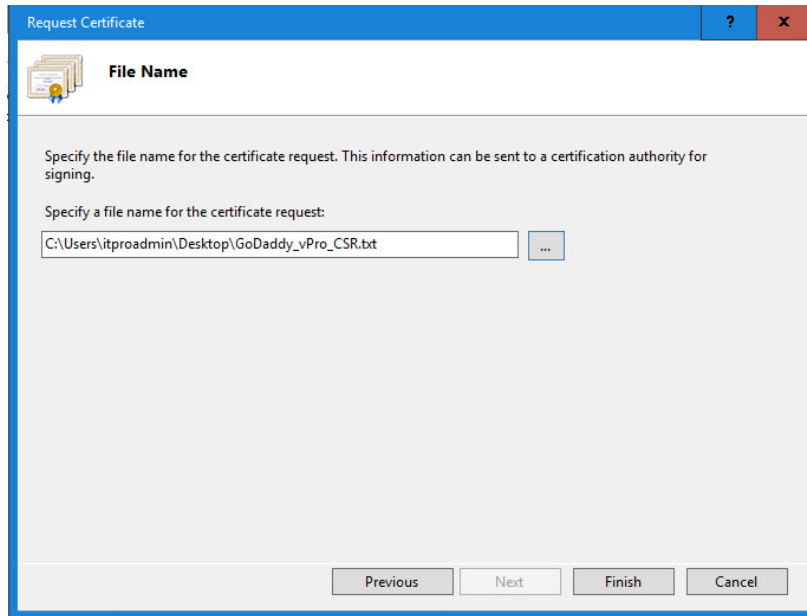 Request Certificate
?
x
File Name
Specify the file name for the certificate request. This information can be sent to a certification authority for
signing.
Specify a file name for the certificate request:
C:\Users\itproadmin\Desktop\GoDaddy_vPro_CSR.txt
...
Previous
Next
Finish
Cancel